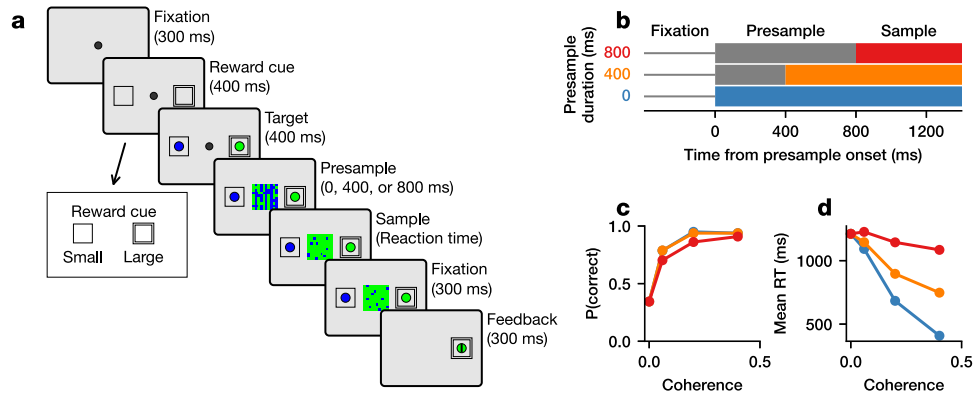 a
Fixation
(300 ms)
Reward cue
(400 ms)
Target
(400 ms)
Presample
(0, 400, or 800 ms)
Sample
(Reaction time)
Fixation
(300 ms)
Feedback
(300 ms)
Reward cue
Small Large
b
Fixation Presample Sample
Presample
duration (ms)
800
400
0
0 400 800 1200
Time from presample onset (ms)
c
P(correct)
1.0
0.5
0.0
0.0 0.5
Coherence
d
Mean RT (ms)
1000
500
0.0 0.5
Coherence